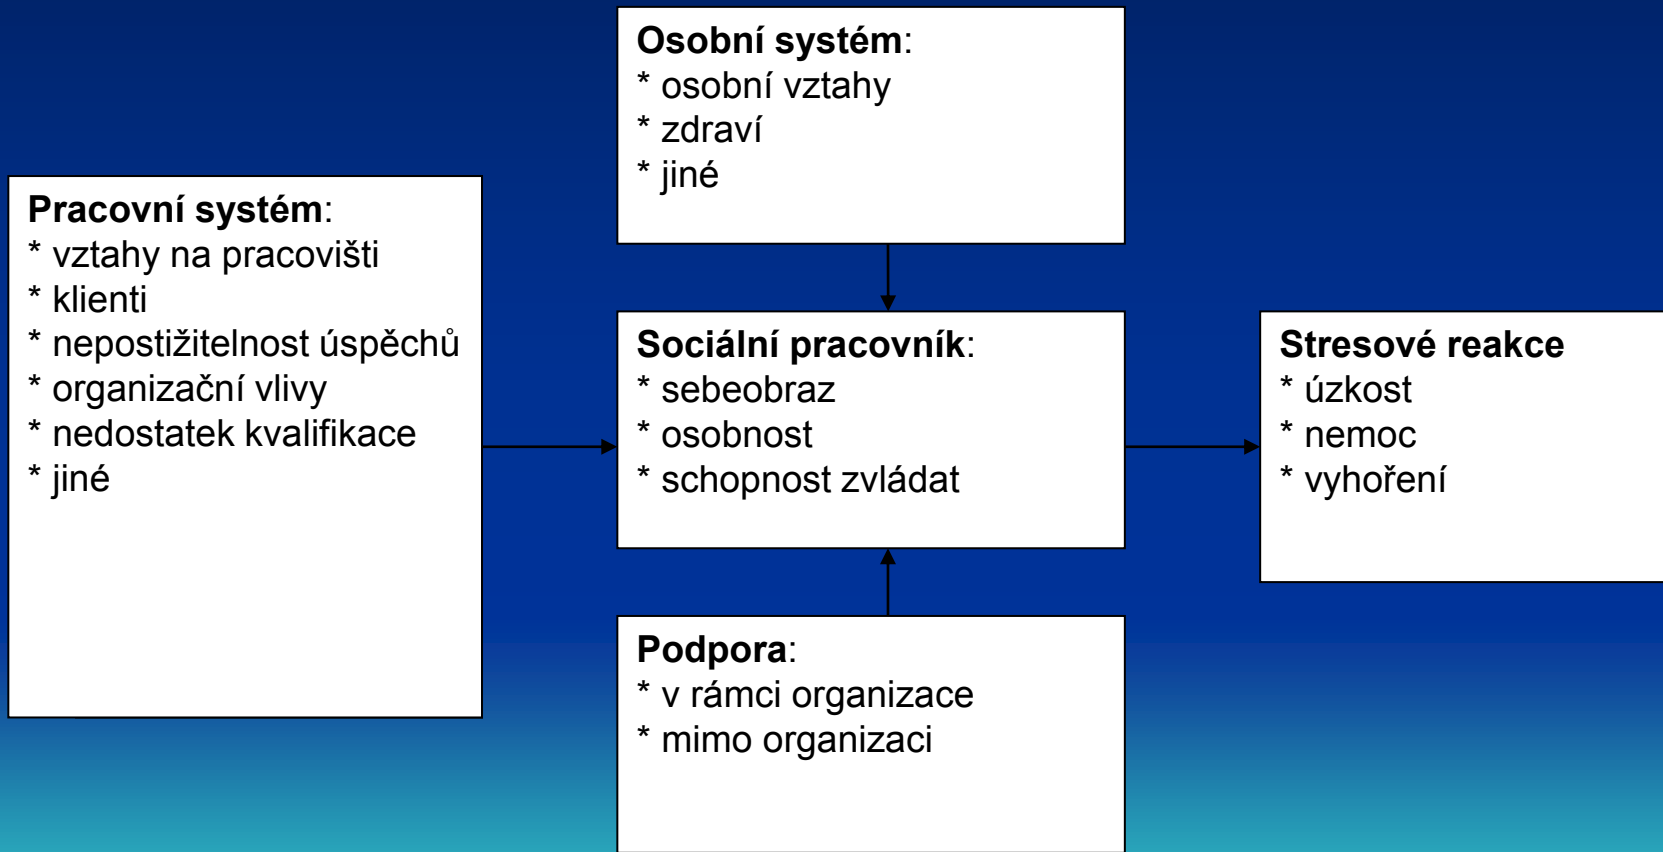 Osobní systém:
* osobní vztahy
* zdraví
* jiné
Pracovní systém:
* vztahy na pracovišti
* klienti
* nepostižitelnost úspěchů
* organizační vlivy
* nedostatek kvalifikace
* jiné
Sociální pracovník:
* sebeobraz
* osobnost
* schopnost zvládat
Stresové reakce
* úzkost
* nemoc
* vyhoření
Podpora:
* v rámci organizace
* mimo organizaci